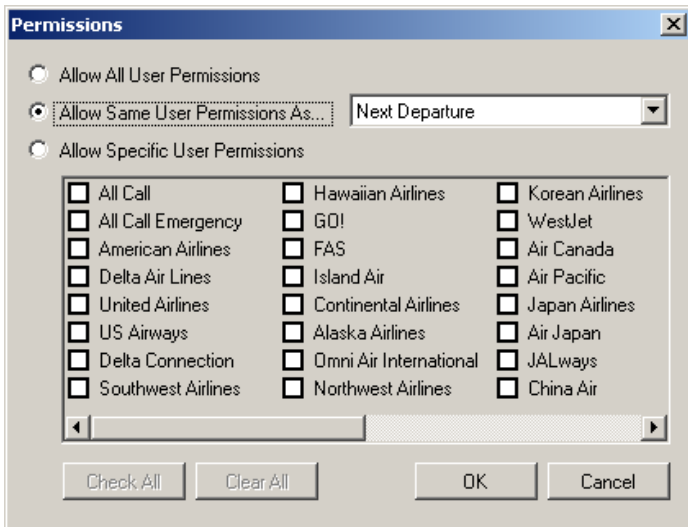 Permissions
Allow All User Permissions
Allow Same User Permissions As... Next Departure
Allow Specific User Permissions
All Call Hawaiian Airlines Korean Airlines
All Call Emergency GO! WestJet
American Airlines FAS Air Canada
Delta Air Lines Island Air Air Pacific
United Airlines Continental Airlines Japan Airlines
US Airways Alaska Airlines Air Japan
Delta Connection Omni Air International JALways
Southwest Airlines Northwest Airlines China Air
Check All Clear All OK Cancel